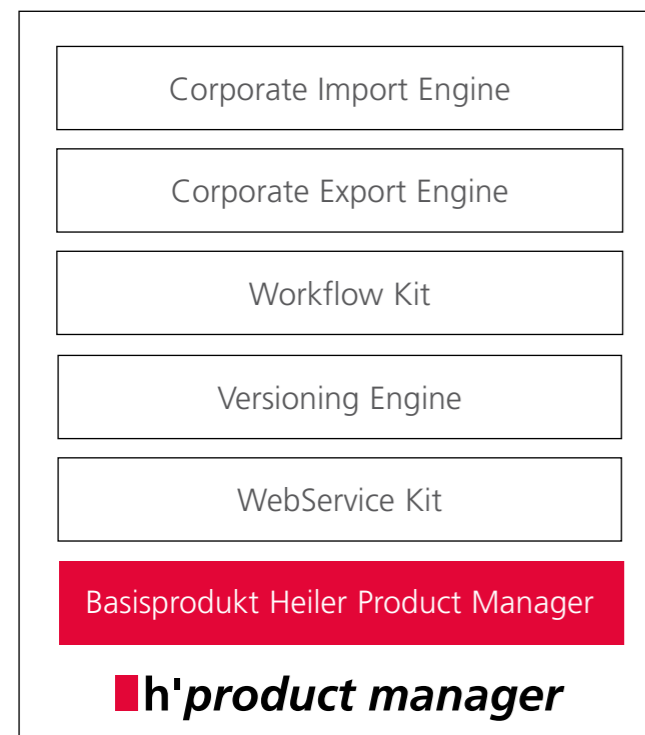 Corporate Import Engine
Corporate Export Engine
Workflow Kit
Versioning Engine
WebService Kit
Basisprodukt Heiler Product Manager
h'product manager